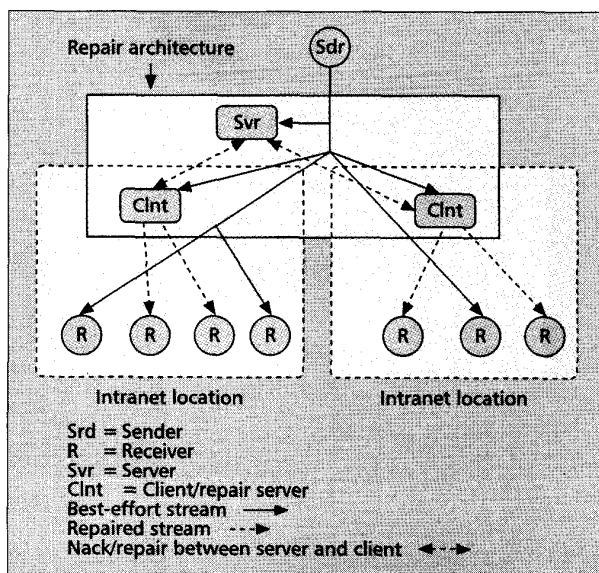 Repair architecture
Sdr
Svr
Clnt
Clnt
R
R
R
R
R
R
R
Intranet location
Intranet location
Srd = Sender
R = Receiver
Svr = Server
Clnt = Client/repair server
Best-effort stream
Repaired stream
Nack/repair between server and client